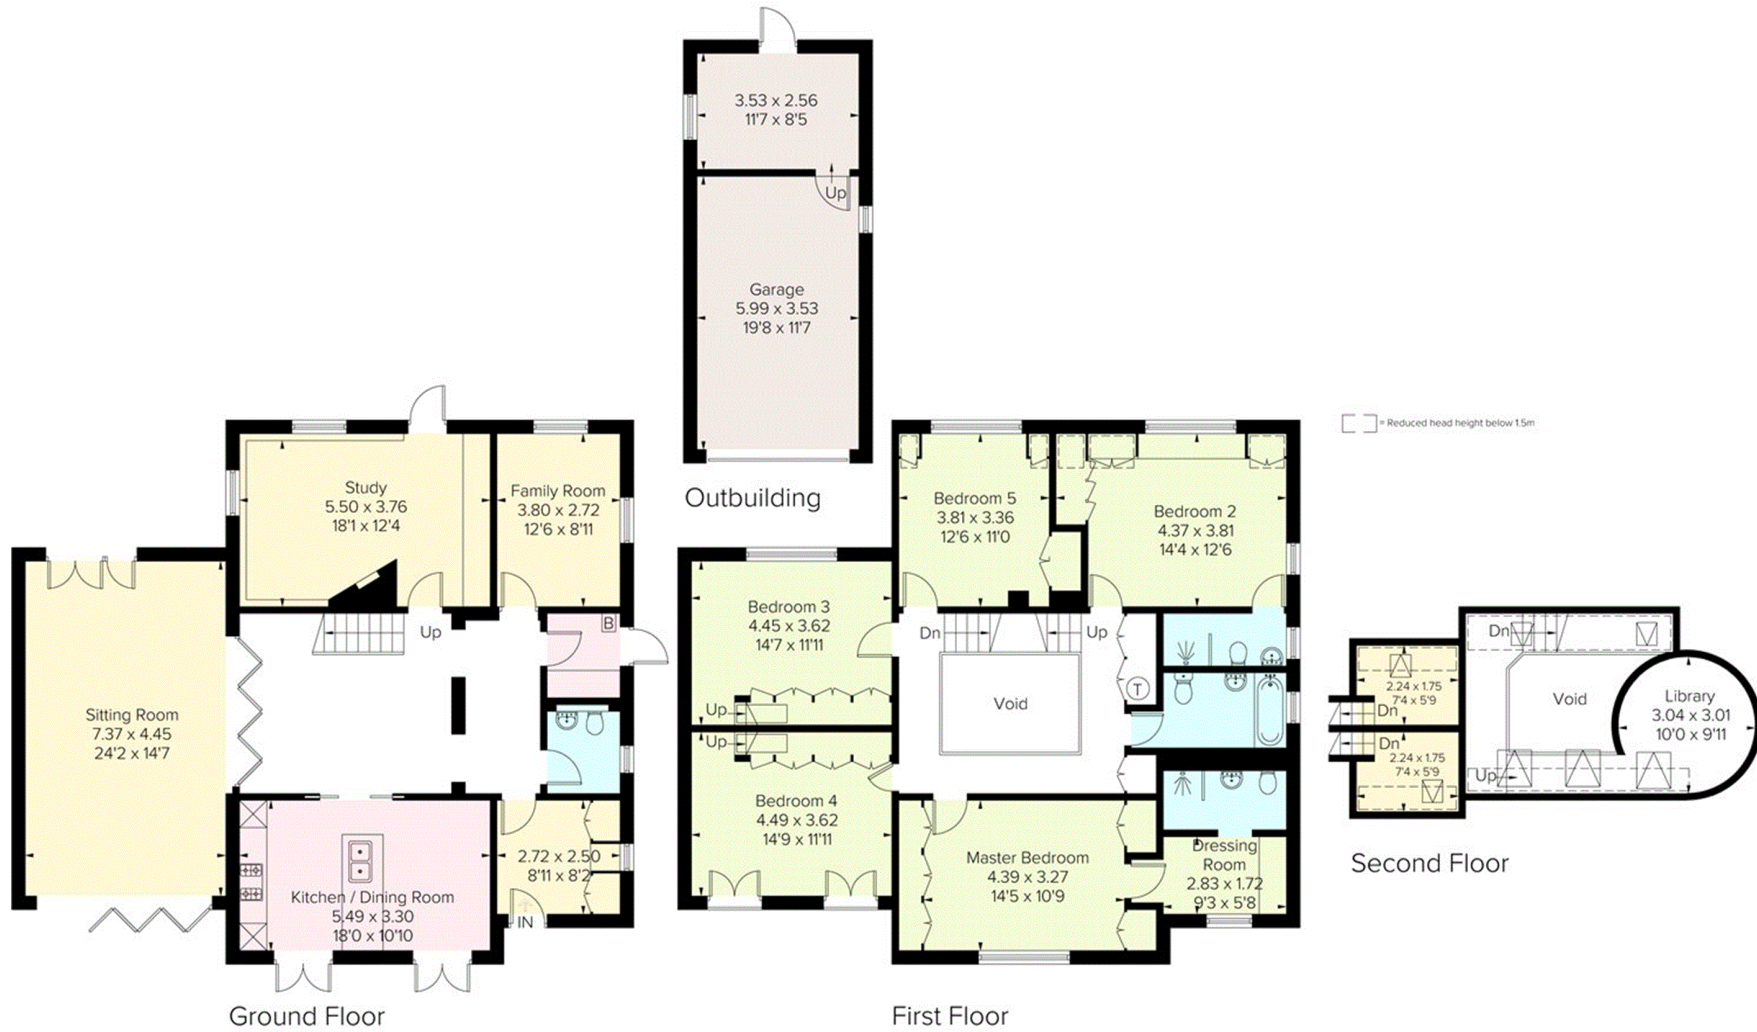 3.53 x 2.56
11'7 x 8'5
Up
Garage
5.99 x 3.53
19'8 x 11'7
Outbuilding
Study
5.50 x 3.76
18'1 x 12'4
Family Room
3.80 x 2.72
12'6 x 8'11
Up
B
Sitting Room
7.37 x 4.45
24'2 x 14'7
2.72 x 2.50
8'11 x 8'2
IN
Kitchen / Dining Room
5.49 x 3.30
18'0 x 10'10
Ground Floor
Bedroom 5
3.81 x 3.36
12'6 x 11'0
Bedroom 2
4.37 x 3.81
14'4 x 12'6
Bedroom 3
4.45 x 3.62
14'7 x 11'11
Dn
Up
T
Void
Up
Up
Bedroom 4
4.49 x 3.62
14'9 x 11'11
Master Bedroom
4.39 x 3.27
14'5 x 10'9
Dressing
Room
2.83 x 1.72
9'3 x 5'8
First Floor
= Reduced head height below 1.5m
Dn
2.24 x 1.75
7'4 x 5'9
Dn
Dn
2.24 x 1.75
7'4 x 5'9
Void
Library
3.04 x 3.01
10'0 x 9'11
Up
Second Floor